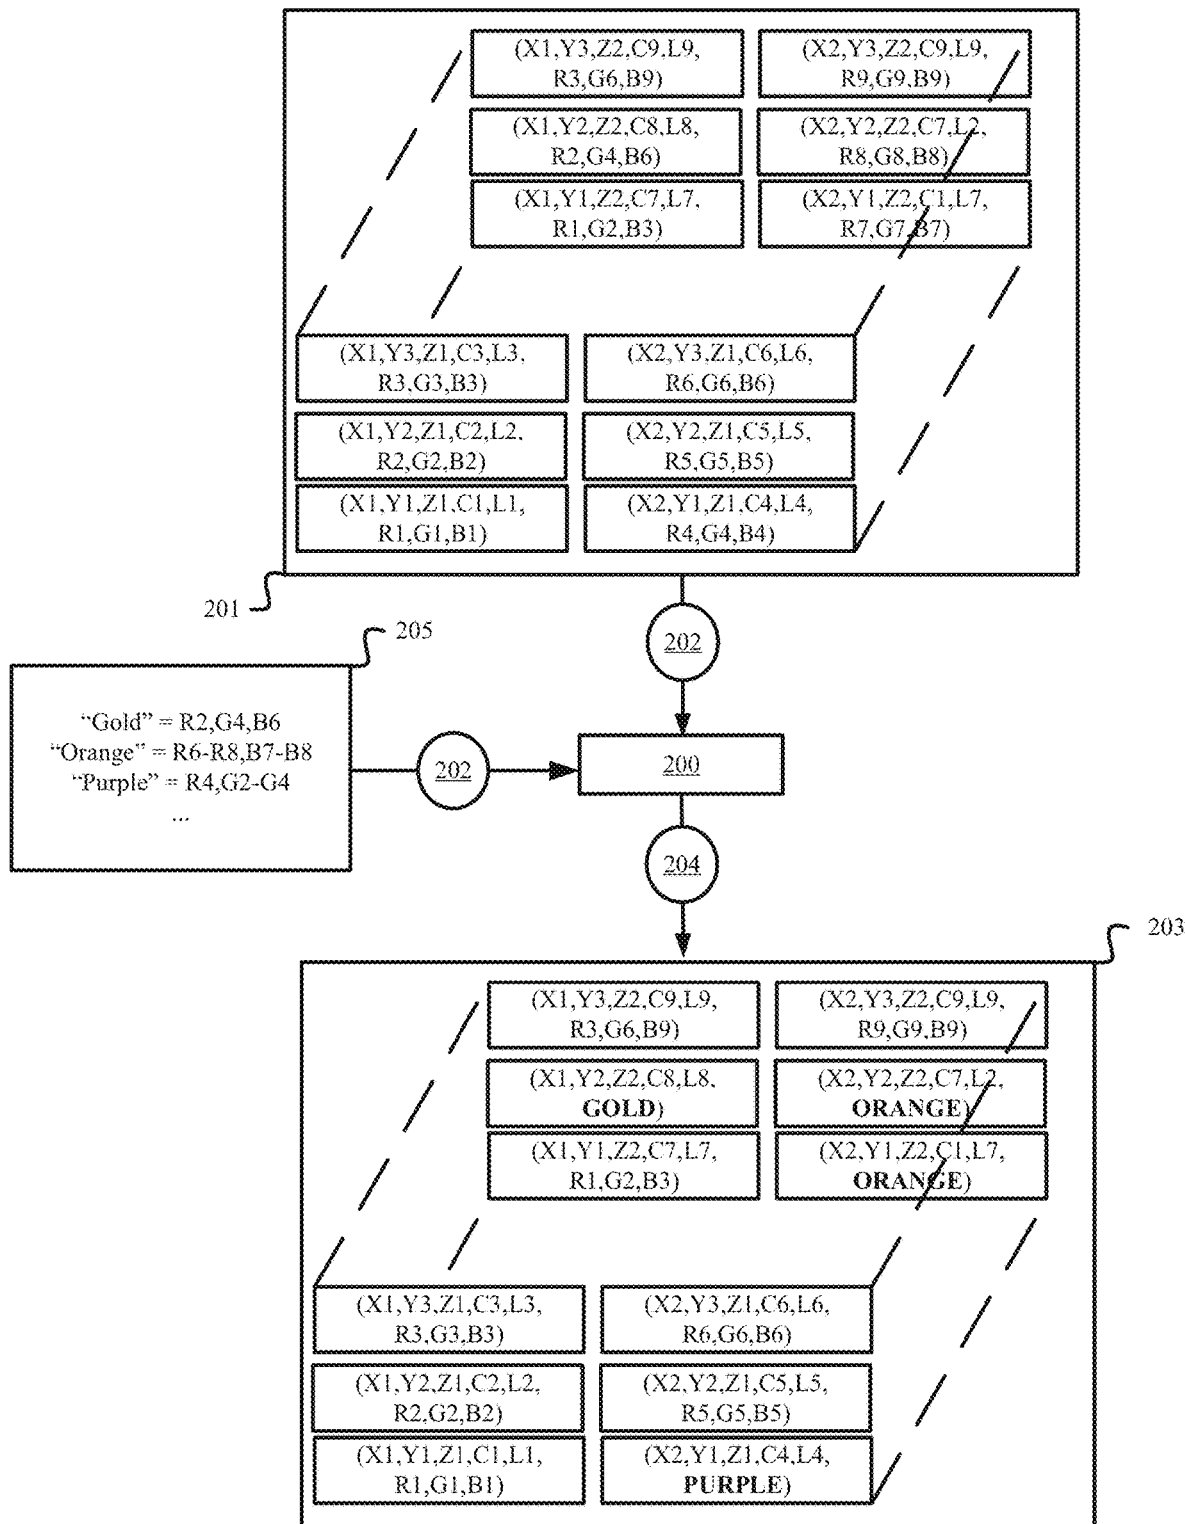 (X1,Y3,Z2,C9,L9,
R3,G6,B9)
(X2,Y3,Z2,C9,L9,
R9,G9,B9)
(X1,Y2,Z2,C8,L8,
R2,G4,B6)
(X2,Y2,Z2,C7,L2,
R8,G8,B8)
(X1,Y1,Z2,C7,L7,
R1,G2,B3)
(X2,Y1,Z2,C1,L7,
R7,G7,B7)
(X1,Y3,Z1,C3,L3,
R3,G3,B3)
(X2,Y3,Z1,C6,L6,
R6,G6,B6)
(X1,Y2,Z1,C2,L2,
R2,G2,B2)
(X2,Y2,Z1,C5,L5,
R5,G5,B5)
(X1,Y1,Z1,C1,L1,
R1,G1,B1)
(X2,Y1,Z1,C4,L4,
R4,G4,B4)
201
205
202
“Gold” = R2,G4,B6
“Orange” = R6-R8,B7-B8
“Purple” = R4,G2-G4
...
202
200
204
203
(X1,Y3,Z2,C9,L9,
R3,G6,B9)
(X2,Y3,Z2,C9,L9,
R9,G9,B9)
(X1,Y2,Z2,C8,L8,
GOLD)
(X2,Y2,Z2,C7,L2,
ORANGE)
(X1,Y1,Z2,C7,L7,
R1,G2,B3)
(X2,Y1,Z2,C1,L7,
ORANGE)
(X1,Y3,Z1,C3,L3,
R3,G3,B3)
(X2,Y3,Z1,C6,L6,
R6,G6,B6)
(X1,Y2,Z1,C2,L2,
R2,G2,B2)
(X2,Y2,Z1,C5,L5,
R5,G5,B5)
(X1,Y1,Z1,C1,L1,
R1,G1,B1)
(X2,Y1,Z1,C4,L4,
PURPLE)